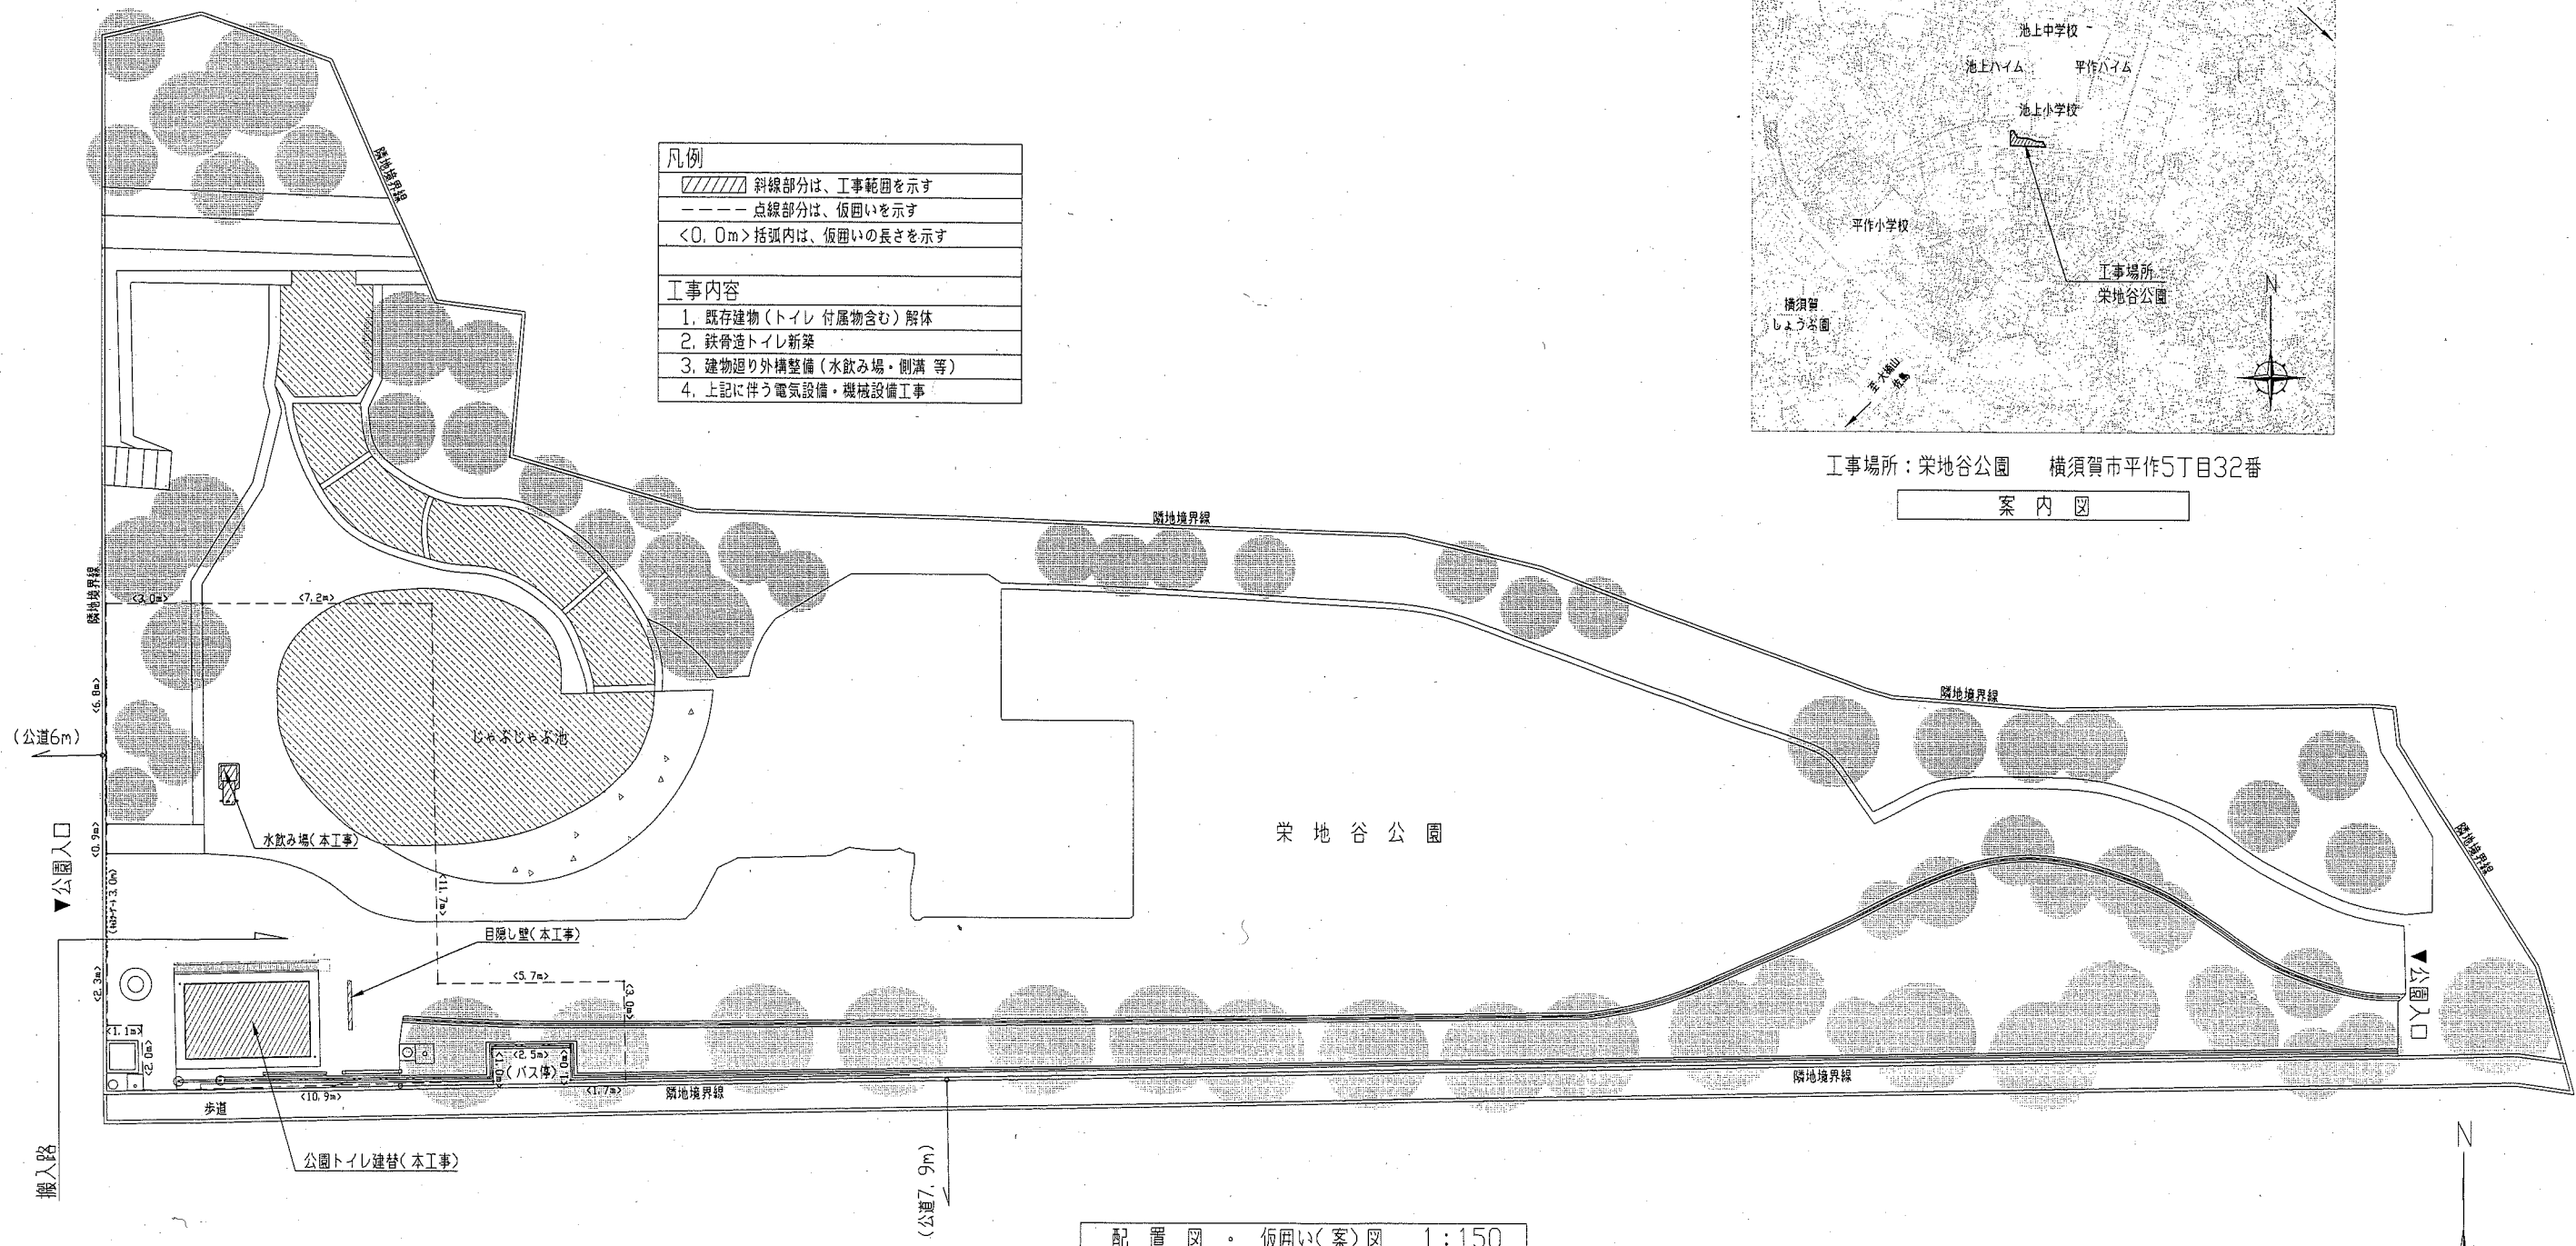 凡例
斜線部分は、工事範囲を示す
点線部分は、仮囲いを示す
<0.0m>括弧内は、仮囲いの長さを示す
工事内容
1. 既存建物(トイレ 付属物含む)解体
2. 鉄骨造トイレ新築
3. 建物廻り外構整備(水飲み場・側溝 等)
4. 上記に伴う電気設備・機械設備工事
池上中学校
池上ハイム
平作ハイム
池上小学校
平作小学校
工事場所
栄地谷公園
横須賀
しょうぶ園
N
工事場所：栄地谷公園 横須賀市平作5丁目32番
案内図
隣地境界線
隣地境界線
隣地境界線
隣地境界線
隣地境界線
<3.0m>
<7.2m>
<6.8m>
(公道6m)
じゃぶじゃぶ池
水飲み場(本工事)
<0.9m>
▼公園入口
<11.7m>
栄地谷公園
目隠し壁(本工事)
<5.7m>
<3.0m>
<2.3m>
<1.1m>
<2.0m>
<2.5m>
<1.0m>
<1.0m>
(バス停)
<1.7m>
<10.9m>
隣地境界線
隣地境界線
歩道
▼公園入口
搬入路
公園トイレ建替(本工事)
(公道7.9m)
N
配置図・仮囲い(案)図 1:150